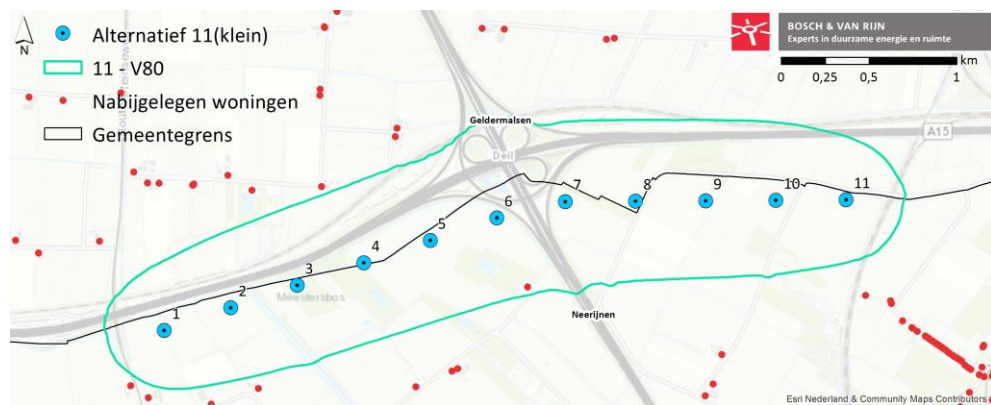 N
Alternatief 11(klein)
11 - V80
Nabijgelegen woningen
Gemeentegrens
BOSCH & VAN RIJN
Experts in duurzame energie en ruimte
km
0 0,25 0,5 1
Geldermalsen
A15
Deil
1
2
3
4
5
6
7
8
9
10
11
Meestersbos
Neerijnen
Esri Nederland & Community Maps Contributors